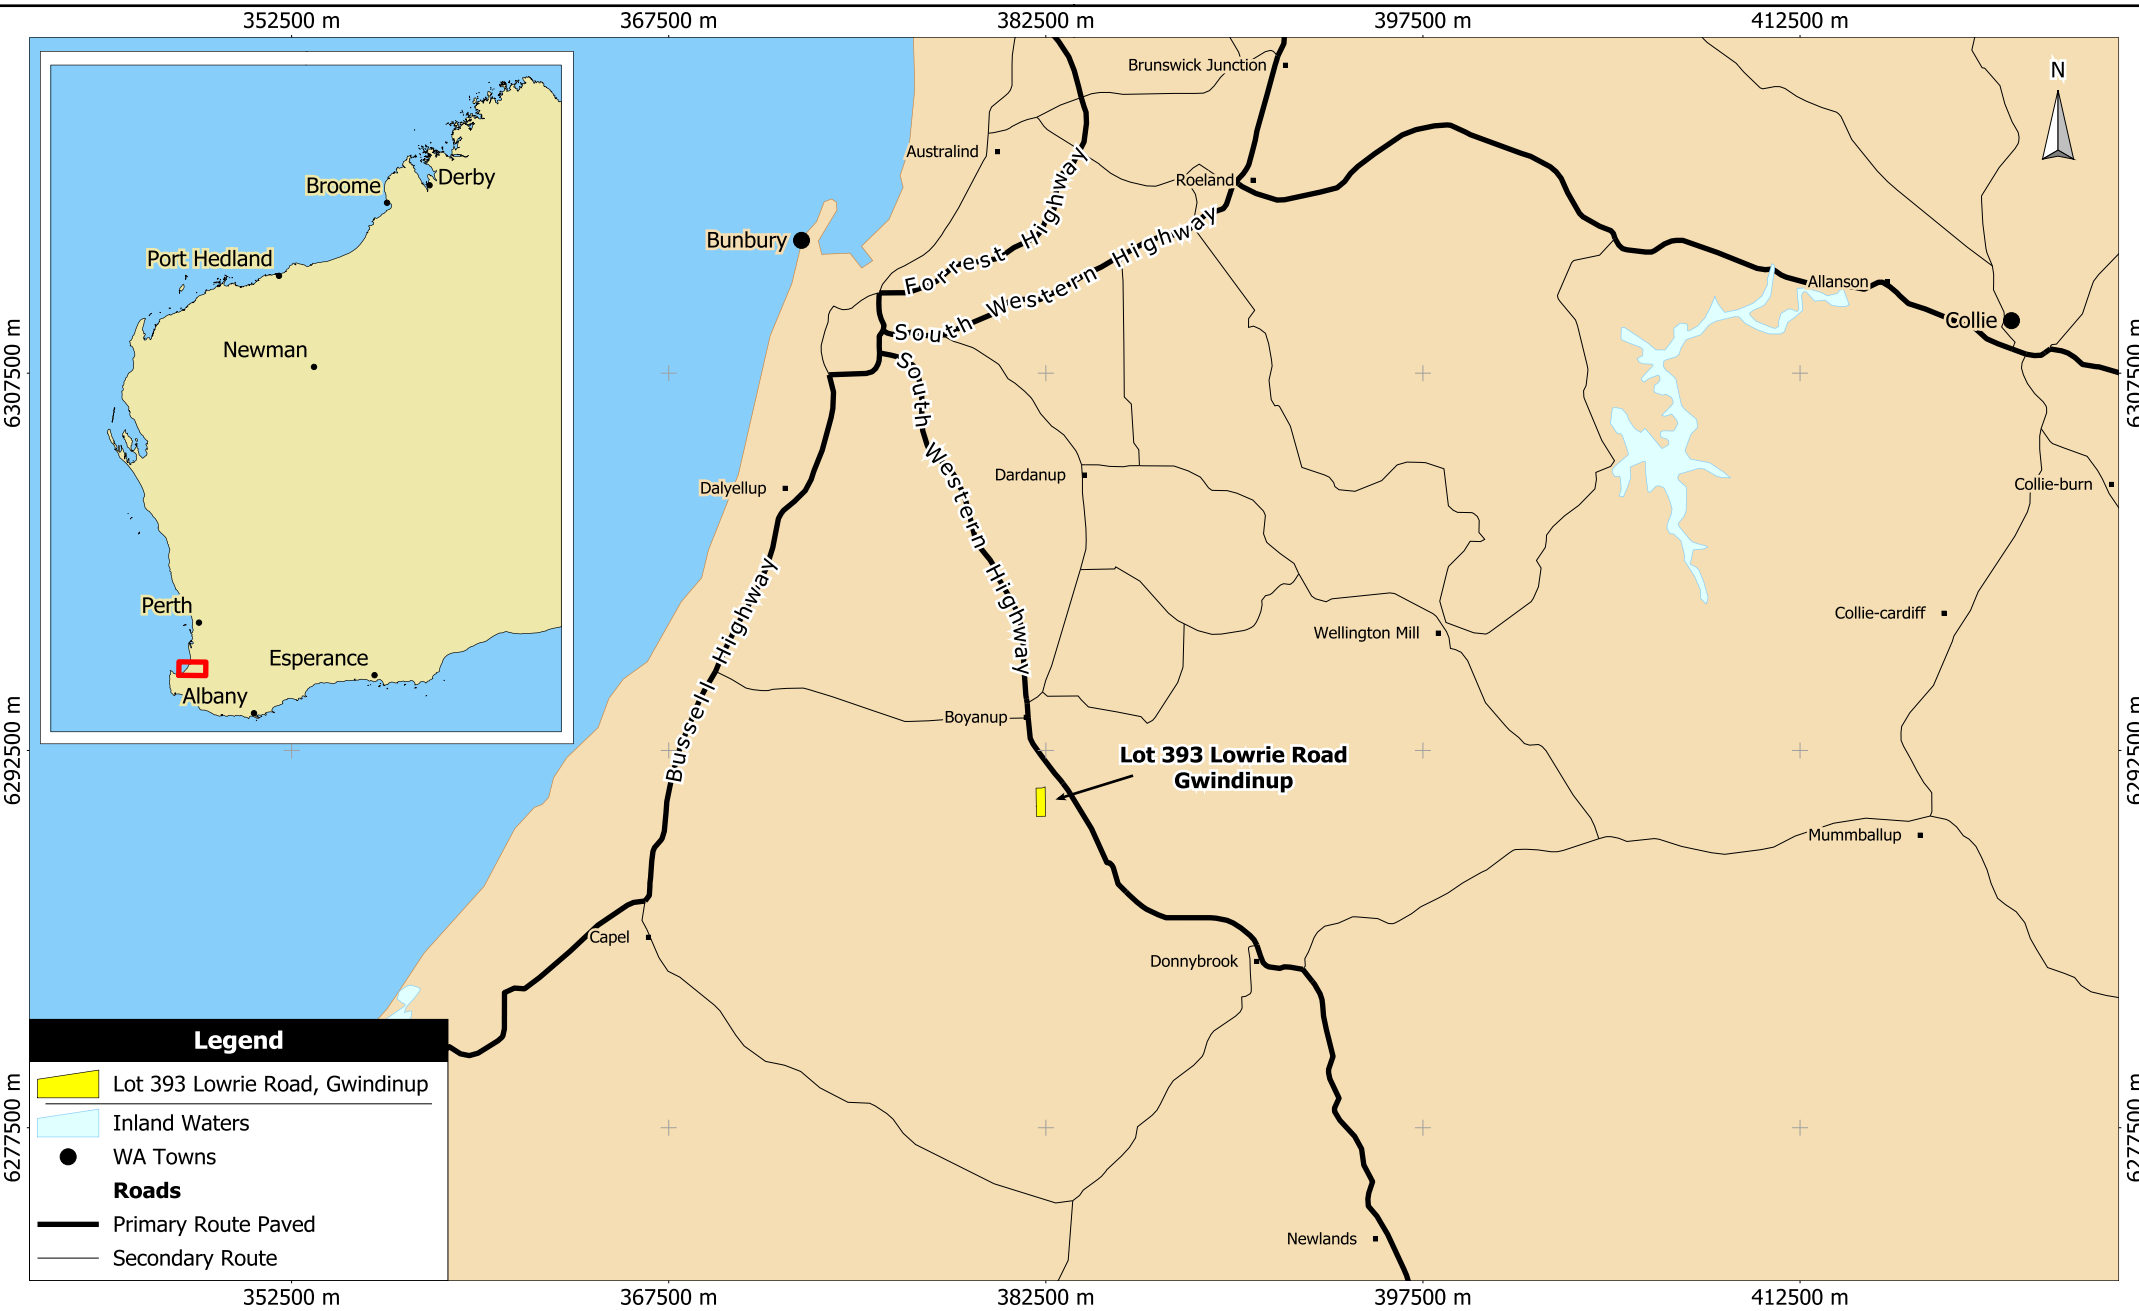 352500 m
367500 m
382500 m
397500 m
412500 m
N
Brunswick Junction
Australind
Roeland
Forrest Highway
South Western Highway
Bunbury
Allanson
Collie
South Western Highway
Dalyellup
Dardanup
Collie-burn
Bussell Highway
Wellington Mill
Collie-cardiff
Boyanup
Lot 393 Lowrie Road
Gwindinup
Mummballup
Capel
Donnybrook
Newlands
Broome
Derby
Port Hedland
Newman
Perth
Esperance
Albany
6307500 m
6292500 m
6277500 m
6307500 m
6292500 m
6277500 m
Legend
Lot 393 Lowrie Road, Gwindinup
Inland Waters
WA Towns
Roads
Primary Route Paved
Secondary Route
352500 m
367500 m
382500 m
397500 m
412500 m